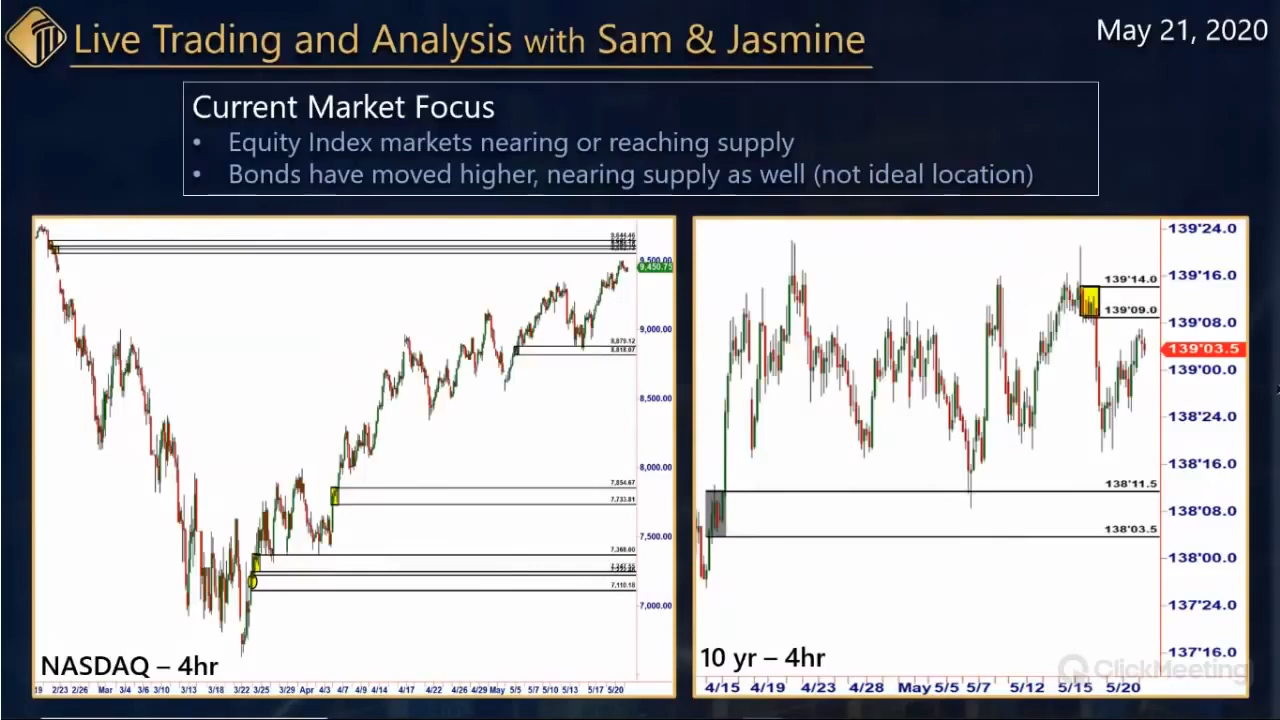 Live Trading and Analysis with Sam & Jasmine
May 21, 2020
Current Market Focus
• Equity Index markets nearing or reaching supply
• Bonds have moved higher, nearing supply as well (not ideal location)
9,500.00
9,450.75
9,000.00
8,879.12
8,818.07
8,500.00
8,000.00
7,854.67
7,733.81
7,500.00
7,368.60
7,110.18
7,000.00
NASDAQ – 4hr
19 2/23 2/26 Mar 3/4 3/6 3/10 3/13 3/18 3/22 3/25 3/29 Apr 4/3 4/7 4/9 4/14 4/17 4/22 4/26 4/29 May 5/5 5/7 5/10 5/13 5/17 5/20
139'24.0
139'16.0
139'14.0
139'09.0
139'08.0
139'03.5
139'00.0
138'24.0
138'16.0
138'11.5
138'08.0
138'03.5
138'00.0
137'24.0
137'16.0
10 yr – 4hr
ClickMeeting
4/15 4/19 4/23 4/28 May 5/5 5/7 5/12 5/15 5/20